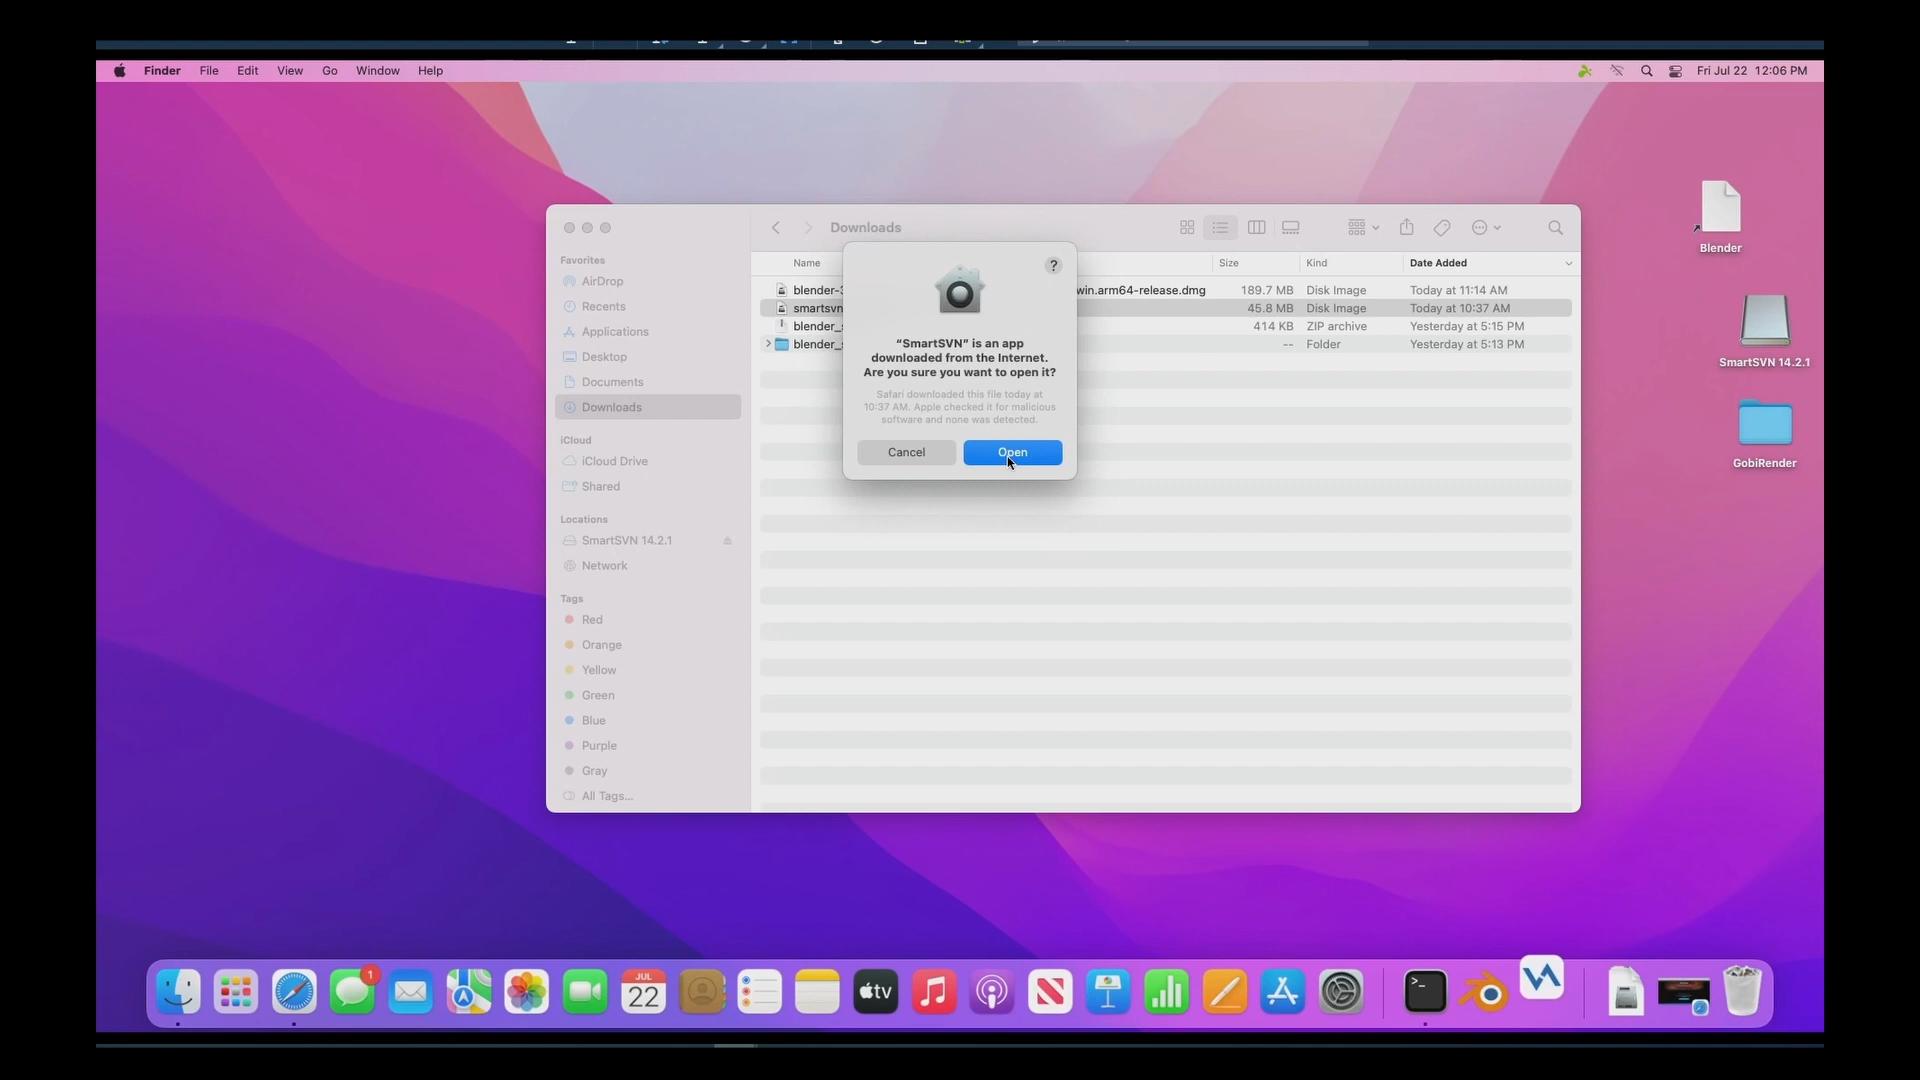 Finder File Edit View Go Window Help Fri Jul 22 12:06 PM
Downloads
Favorites
AirDrop
Recents
Applications
Desktop
Documents
Downloads
iCloud
iCloud Drive
Shared
Locations
SmartSVN 14.2.1
Network
Tags
Red
Orange
Yellow
Green
Blue
Purple
Gray
All Tags...
Name Size Kind Date Added
blender-3 win.arm64-release.dmg 189.7 MB Disk Image Today at 11:14 AM
smartsvn 45.8 MB Disk Image Today at 10:37 AM
blender_s 414 KB ZIP archive Yesterday at 5:15 PM
blender_s -- Folder Yesterday at 5:13 PM
?
“SmartSVN” is an app
downloaded from the Internet.
Are you sure you want to open it?
Safari downloaded this file today at
10:37 AM. Apple checked it for malicious
software and none was detected.
Cancel Open
Blender
SmartSVN 14.2.1
GobiRender
1
JUL
22
tv
>_